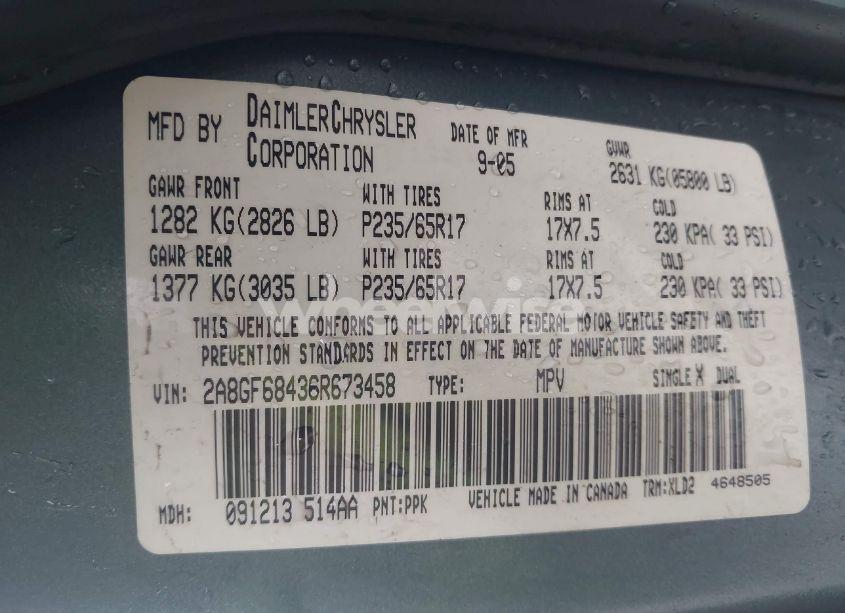 MFD BY DAIMLERCHRYSLER CORPORATION DATE OF MFR 9-05 GVWR 2631 KG(05800 LB)
GAWR FRONT WITH TIRES RIMS AT COLD
1282 KG(2826 LB) P235/65R17 17X7.5 230 KPA( 33 PSI)
GAWR REAR WITH TIRES RIMS AT COLD
1377 KG(3035 LB) P235/65R17 17X7.5 230 KPA( 33 PSI)
THIS VEHICLE CONFORMS TO ALL APPLICABLE FEDERAL MOTOR VEHICLE SAFETY AND THEFT
PREVENTION STANDARDS IN EFFECT ON THE DATE OF MANUFACTURE SHOWN ABOVE.
VIN: 2A8GF68436R673458 TYPE: MPV SINGLE X DUAL
MDH: 091213 514AA PNT:PPK VEHICLE MADE IN CANADA TRM:XLD2 4648505